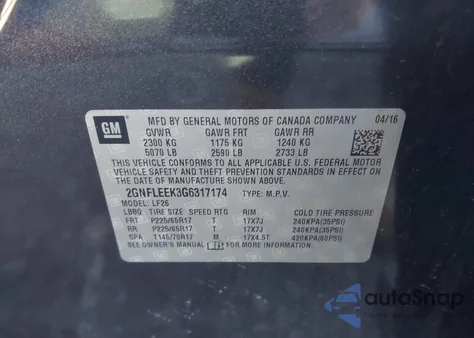 GM
MFD BY GENERAL MOTORS OF CANADA COMPANY 04/16
GVWR GAWR FRT GAWR RR
2300 KG 1175 KG 1240 KG
5070 LB 2590 LB 2733 LB
THIS VEHICLE CONFORMS TO ALL APPLICABLE U.S. FEDERAL MOTOR
VEHICLE SAFETY AND THEFT PREVENTION STANDARDS IN EFFECT ON
THE DATE OF MANUFACTURE SHOWN ABOVE.
2GNFLEEK3G6317174 TYPE: M.P.V.
MODEL: LF26
LBBQ TIRE SIZE SPEED RTG RIM COLD TIRE PRESSURE
FRT P225/65R17 T 17X7J 240KPA(35PSI)
RR P225/65R17 T 17X7J 240KPA(35PSI)
SPA T145/70R17 M 17X4.5T 420KPA(60PSI)
SEE OWNER'S MANUAL FOR MORE INFORMATION.
autoSnap